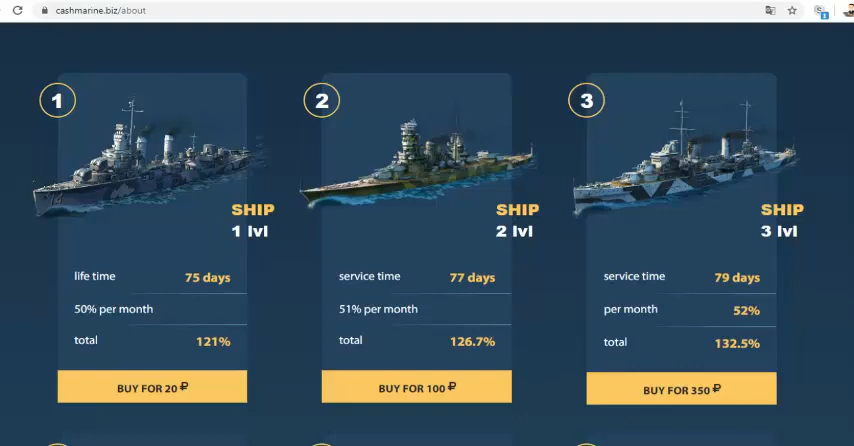 cashmarine.biz/about
1
2
3
SHIP
1 lvl
SHIP
2 lvl
SHIP
3 lvl
life time 75 days
50% per month
total 121%
BUY FOR 20 ₽
service time 77 days
51% per month
total 126.7%
BUY FOR 100 ₽
service time 79 days
per month 52%
total 132.5%
BUY FOR 350 ₽